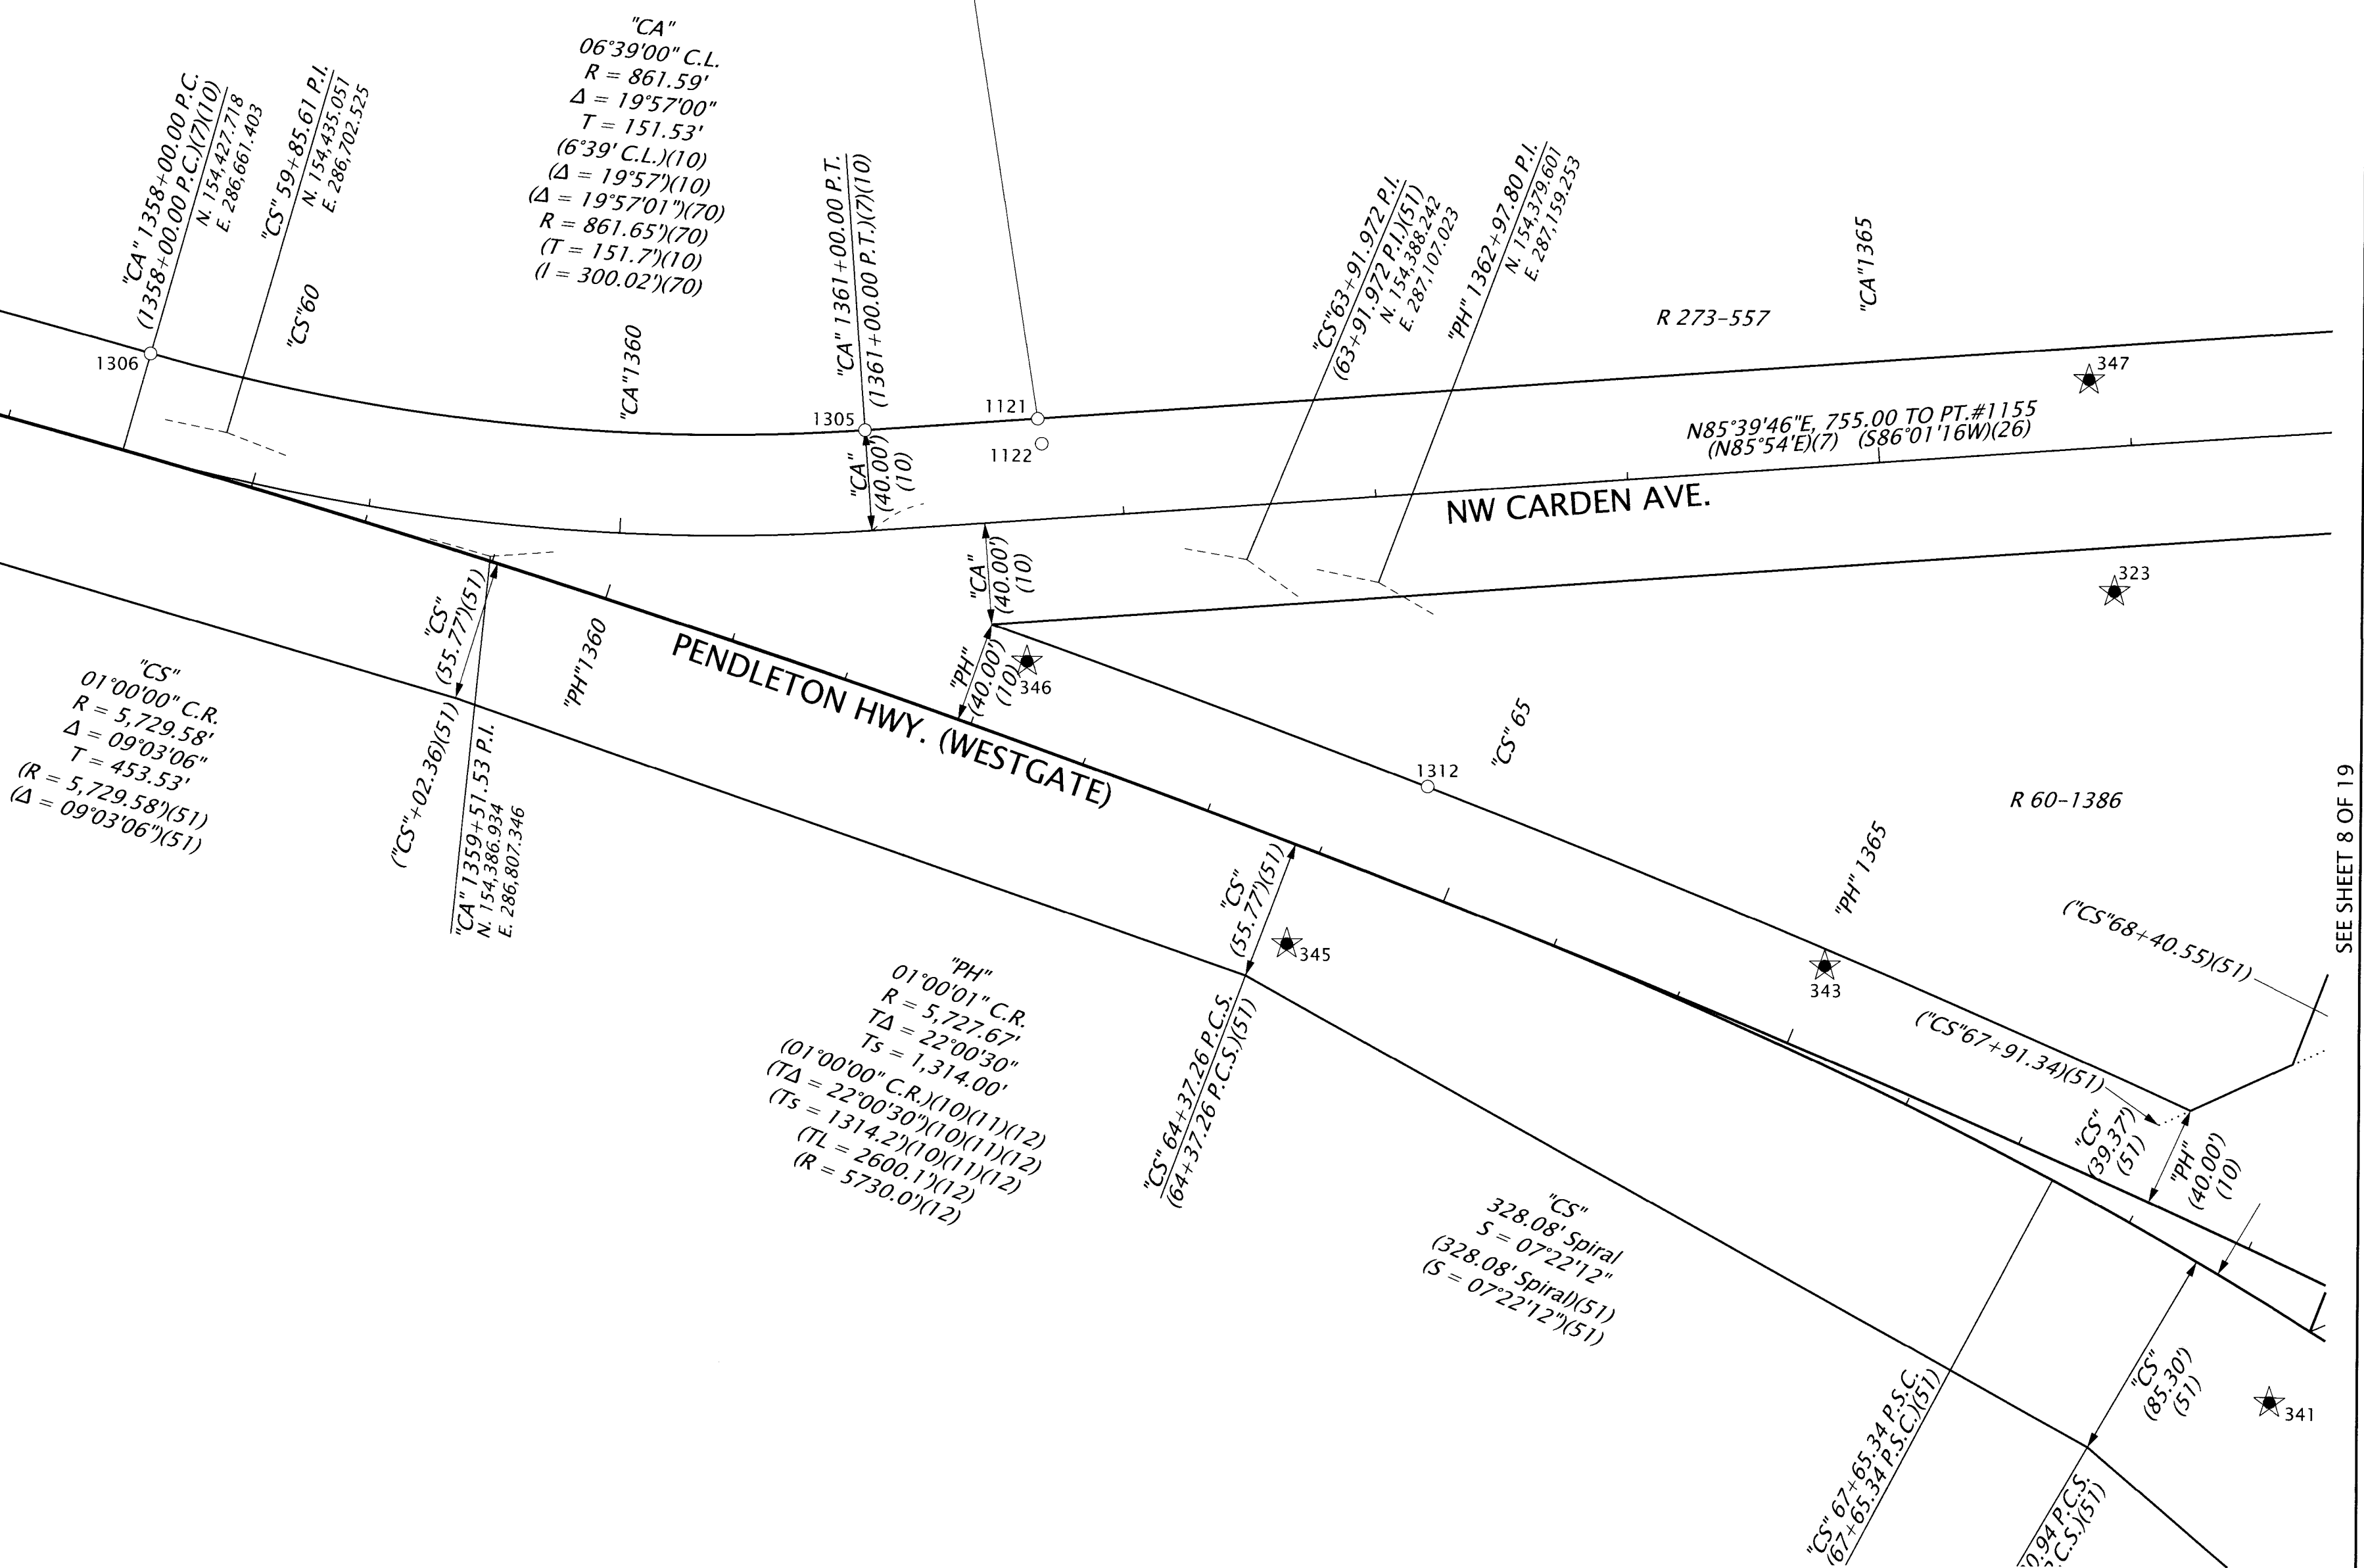 "CA" 1358+00.00 P.C.
(1358+00.00 P.C.)(7)(10)
N. 154,427.718
E. 286,661.403
"CS" 59+85.61 P.I.
N. 154,435.051
E. 286,702.525
"CS"60
"CA"
06°39'00" C.L.
R = 861.59'
Δ = 19°57'00"
T = 151.53'
(6°39' C.L.)(10)
(Δ = 19°57')(10)
(Δ = 19°57'01")(70)
R = 861.65')(70)
(T = 151.7')(10)
(l = 300.02')(70)
"CA"1360
"CA" 1361+00.00 P.T.
(1361+00.00 P.T.)(7)(10)
"CS"63+91.972 P.I.
(63+91.972 P.I.)(51)
N. 154,388.242
E. 287,107.023
"PH" 1362+97.80 P.I.
N. 154,379.601
E. 287,159.253
"CA"1365
R 273-557
1306
1305
1121
1122
347
"CA"
(40.00')
(10)
N85°39'46"E, 755.00 TO PT.#1155
(N85°54'E)(7) (S86°01'16W)(26)
NW CARDEN AVE.
"CA"
(40.00')
(10)
323
"CS"
(55.77')(51)
"PH"1360
PENDLETON HWY. (WESTGATE)
"PH"
(40.00')
(10)
346
"CS"
01°00'00" C.R.
R = 5,729.58'
Δ = 09°03'06"
T = 453.53'
(R = 5,729.58')(51)
(Δ = 09°03'06")(51)
("CS"+02.36)(51)
"CA" 1359+51.53 P.I.
N. 154,386.934
E. 286,807.346
"CS" 65
1312
R 60-1386
SEE SHEET 8 OF 19
"PH" 1365
"CS"
(55.77')(51)
345
343
("CS"68+40.55)(51)
("CS"67+91.34)(51)
"PH"
01°00'01" C.R.
R = 5,727.67'
TΔ = 22°00'30"
Ts = 1,314.00'
(01°00'00" C.R.)(10)(11)(12)
(TΔ = 22°00'30")(10)(11)(12)
(Ts = 1314.2')(10)(11)(12)
(TL = 2600.1')(12)
(R = 5730.0')(12)
"CS" 64+37.26 P.C.S.
(64+37.26 P.C.S.)(51)
"CS"
(39.37')
(51)
"PH"
(40.00')
(10)
"CS"
328.08' Spiral
S = 07°22'12"
(328.08' Spiral)(51)
(S = 07°22'12")(51)
"CS" 67+65.34 P.S.C.
(67+65.34 P.S.C.)(51)
"CS"
(85.30')
(51)
341
0.94 P.C.S.
P.C.S.)(51)